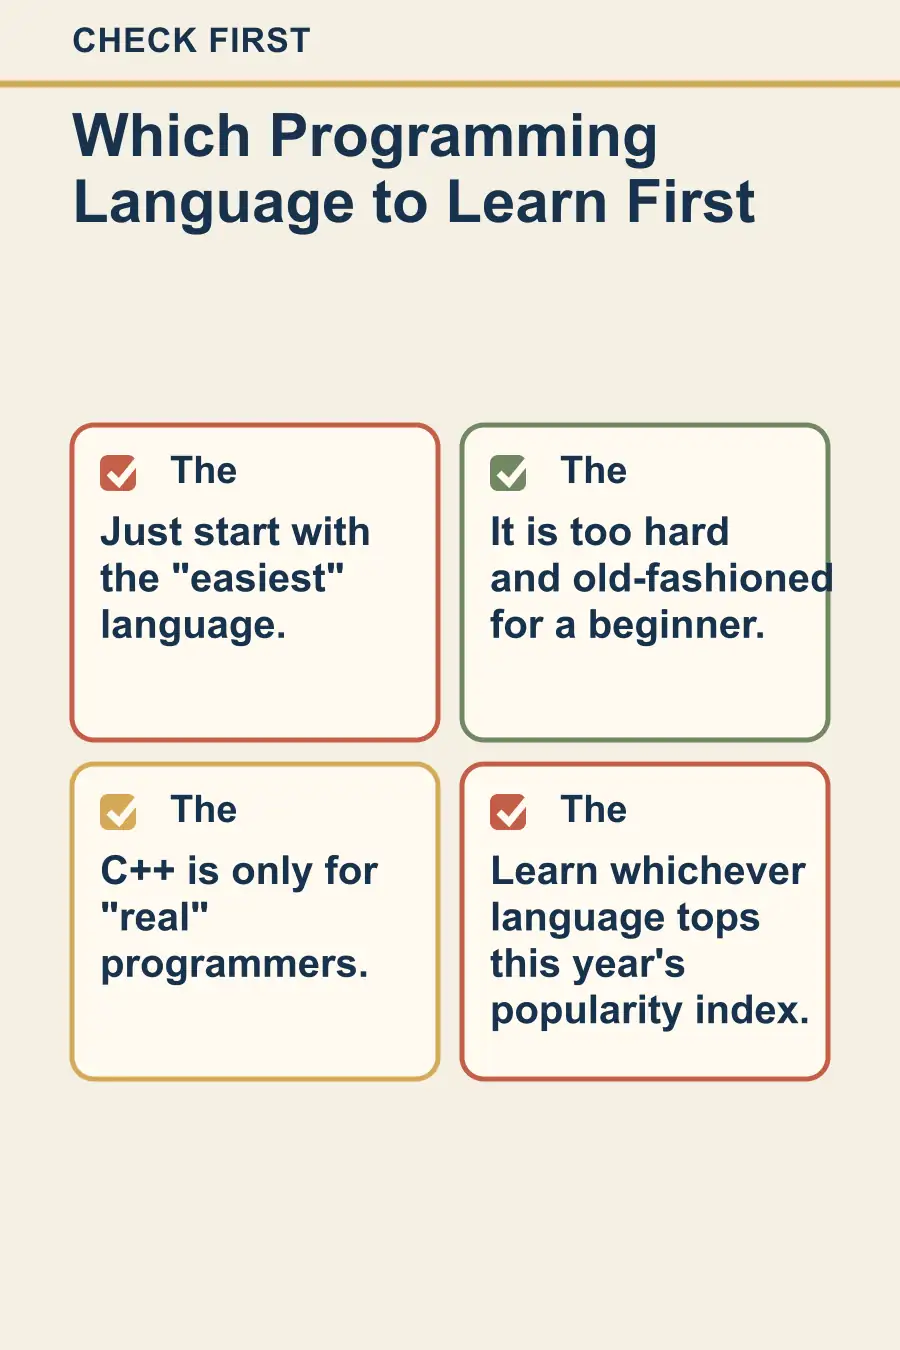 CHECK FIRST
Which Programming
Language to Learn First
The
Just start with
the "easiest"
language.
The
It is too hard
and old-fashioned
for a beginner.
The
C++ is only for
"real"
programmers.
The
Learn whichever
language tops
this year's
popularity index.